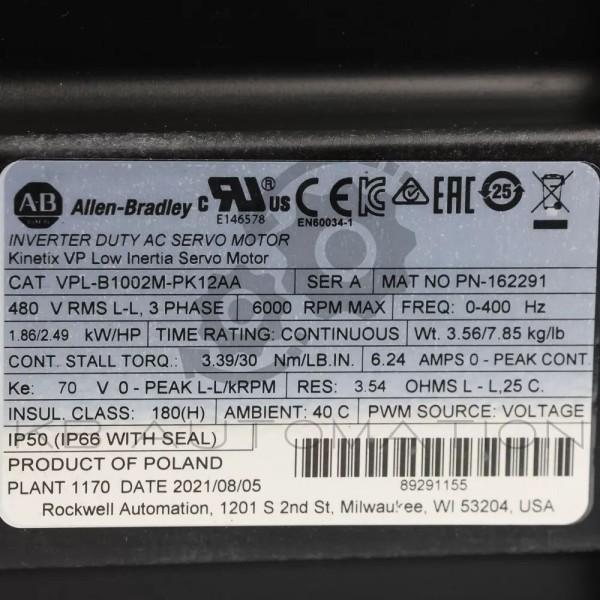 AB Allen-Bradley c RU ® US CE KC EAC 25
E146578 EN60034-1
INVERTER DUTY AC SERVO MOTOR
Kinetix VP Low Inertia Servo Motor
CAT VPL-B1002M-PK12AA SER A MAT NO PN-162291
480 V RMS L-L, 3 PHASE 6000 RPM MAX FREQ: 0-400 Hz
1.86/2.49 kW/HP TIME RATING: CONTINUOUS Wt. 3.56/7.85 kg/lb
CONT. STALL TORQ.: 3.39/30 Nm/LB.IN. 6.24 AMPS 0 - PEAK CONT
Ke: 70 V 0 - PEAK L-L/kRPM RES: 3.54 OHMS L - L,25 C.
INSUL. CLASS: 180(H) AMBIENT: 40 C PWM SOURCE: VOLTAGE
KB AUTOMATION
IP50 (IP66 WITH SEAL)
PRODUCT OF POLAND
PLANT 1170 DATE 2021/08/05 89291155
Rockwell Automation, 1201 S 2nd St, Milwaukee, WI 53204, USA